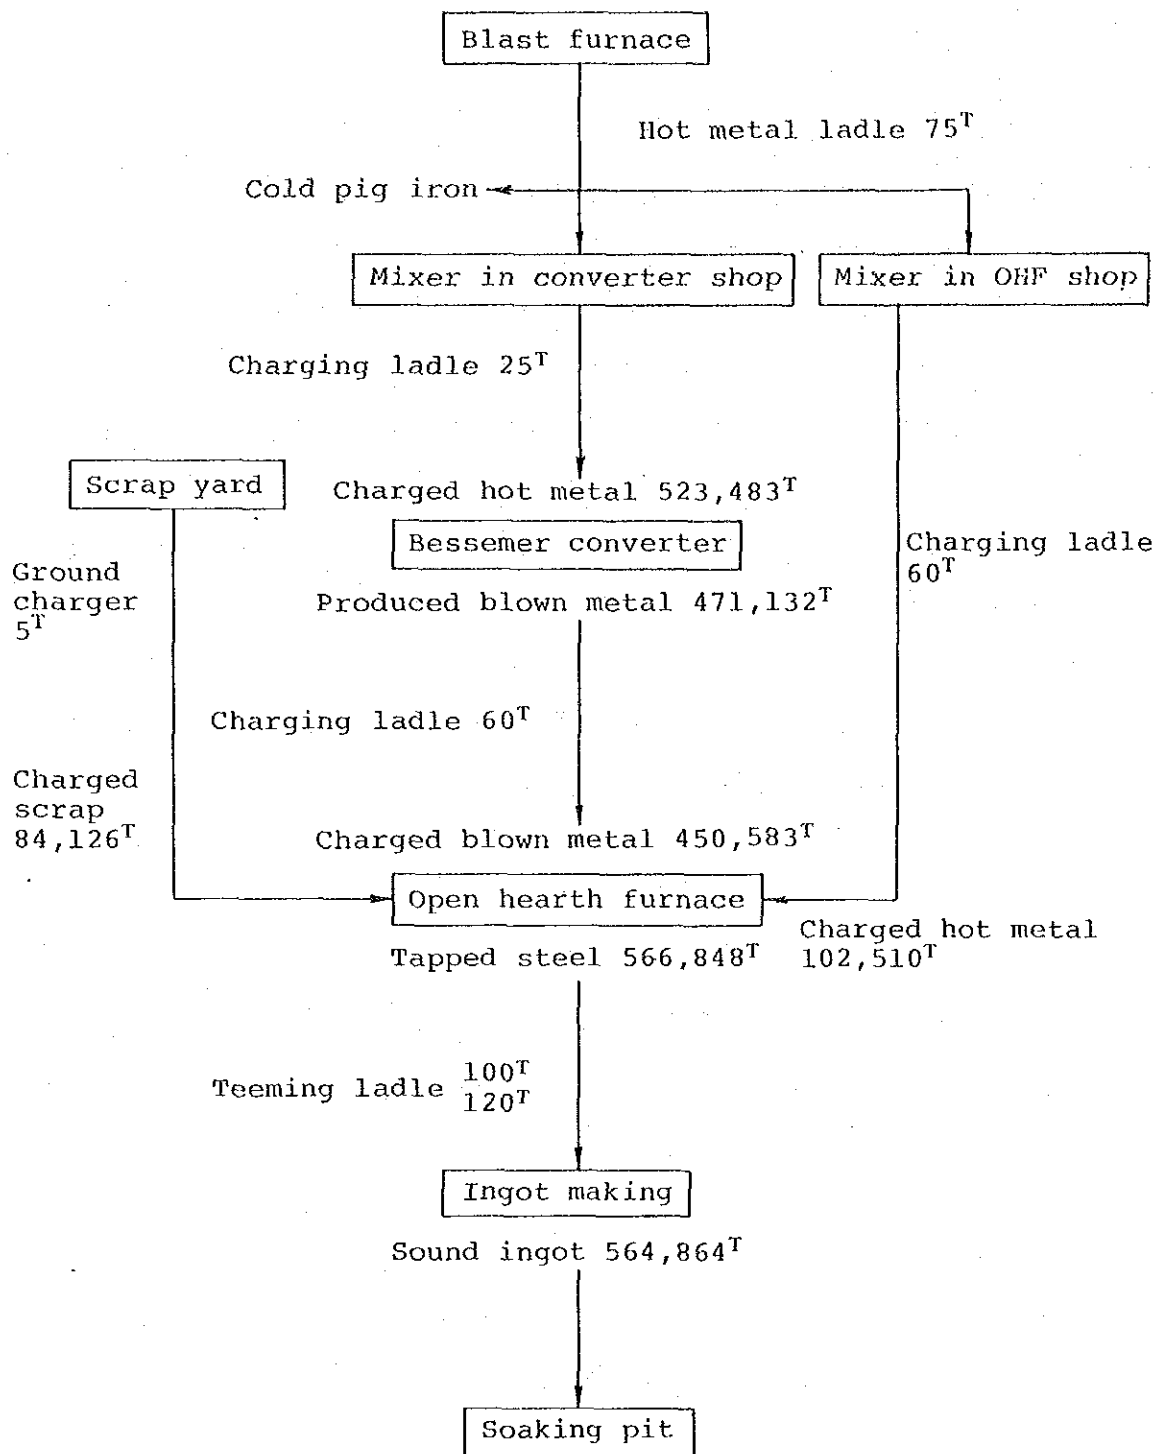 Blast furnace
Hot metal ladle 75T
Cold pig iron
Mixer in converter shop
Mixer in OHF shop
Charging ladle 25T
Scrap yard
Charged hot metal 523,483T
Bessemer converter
Charging ladle
60T
Ground
charger
5T
Produced blown metal 471,132T
Charging ladle 60T
Charged
scrap
84,126T
Charged blown metal 450,583T
Open hearth furnace
Charged hot metal
102,510T
Tapped steel 566,848T
Teeming ladle 100T
120T
Ingot making
Sound ingot 564,864T
Soaking pit